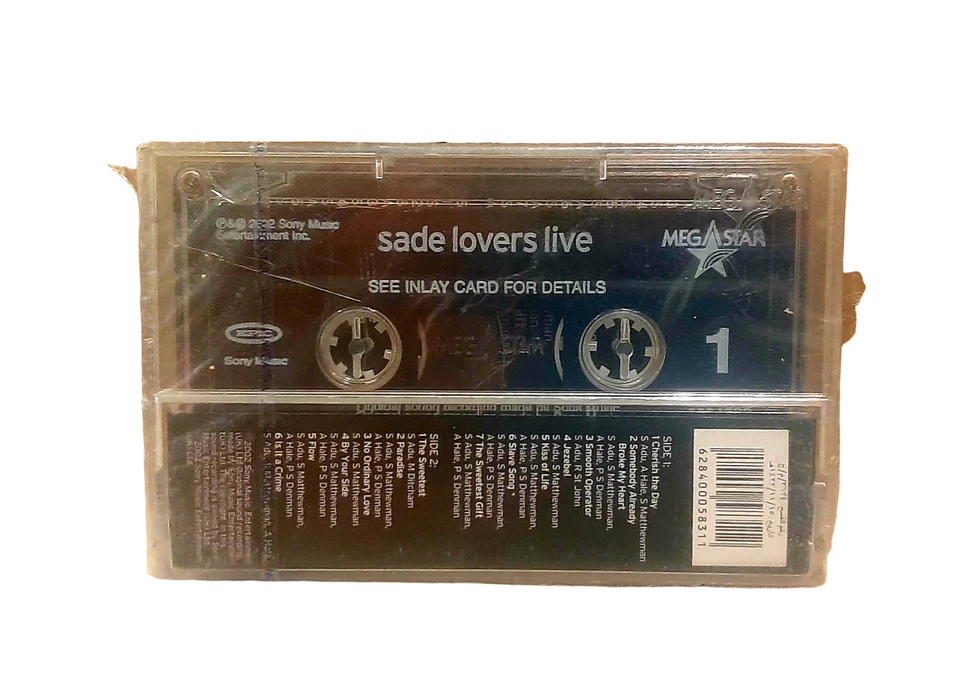 ℗&© 2002 Sony Music
Entertainment Inc.
sade lovers live
MEGASTAR
SEE INLAY CARD FOR DETAILS
EPIC
Sony Music
1
SIDE 1:
1 Cherish the Day
S Adu, A Hale, S Matthewman
2 Somebody Already
Broke My Heart
S Adu, S Matthewman,
A Hale, P S Denman
3 Smooth Operator
S Adu, R St John
4 Jezebel
S Adu, S Matthewman
5 Kiss of Life
S Adu, S Matthewman,
A Hale, P S Denman
6 Slave Song *
S Adu, S Matthewman,
A Hale, P S Denman
7 The Sweetest Gift
S Adu, S Matthewman,
A Hale, P S Denman
SIDE 2:
1 The Sweetest
S Adu, M Ditcham
2 Paradise
S Adu, S Matthewman,
A Hale, P S Denman
3 No Ordinary Love
S Adu, S Matthewman
4 By Your Side
S Adu, S Matthewman,
A Hale, P S Denman
5 Flow
S Adu, S Matthewman,
A Hale, P S Denman
6 Is It a Crime
S Adu, S Matthewman, A Hale
2002 Sony Music Entertainment
6284000058311